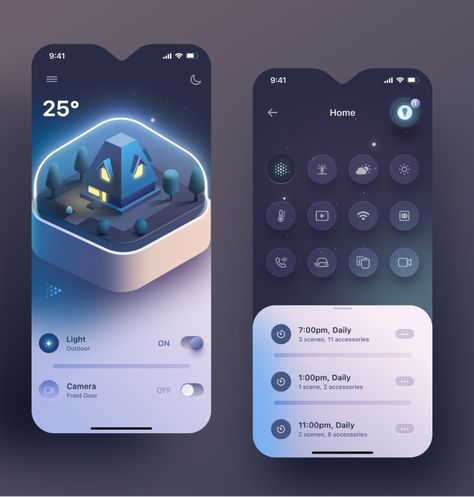 9:41
25°
Light
Outdoor
ON
Camera
Front Door
OFF
9:41
Home
1
7:00pm, Daily
3 scenes, 11 accessories
1:00pm, Daily
1 scene, 2 accessories
11:00pm, Daily
2 scenes, 8 accessories